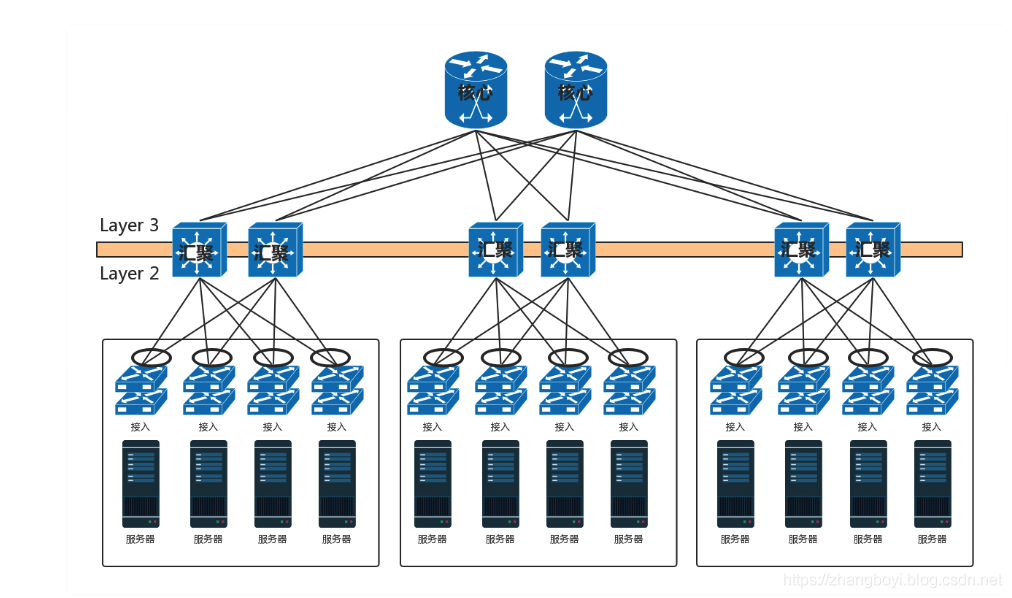 核心 核心
Layer 3
汇聚 汇聚 汇聚 汇聚 汇聚 汇聚
Layer 2
接入 接入 接入 接入 接入 接入 接入 接入 接入 接入 接入 接入
服务器 服务器 服务器 服务器 服务器 服务器 服务器 服务器 服务器 服务器 服务器 服务器
https://zhangboyi.blog.csdn.net